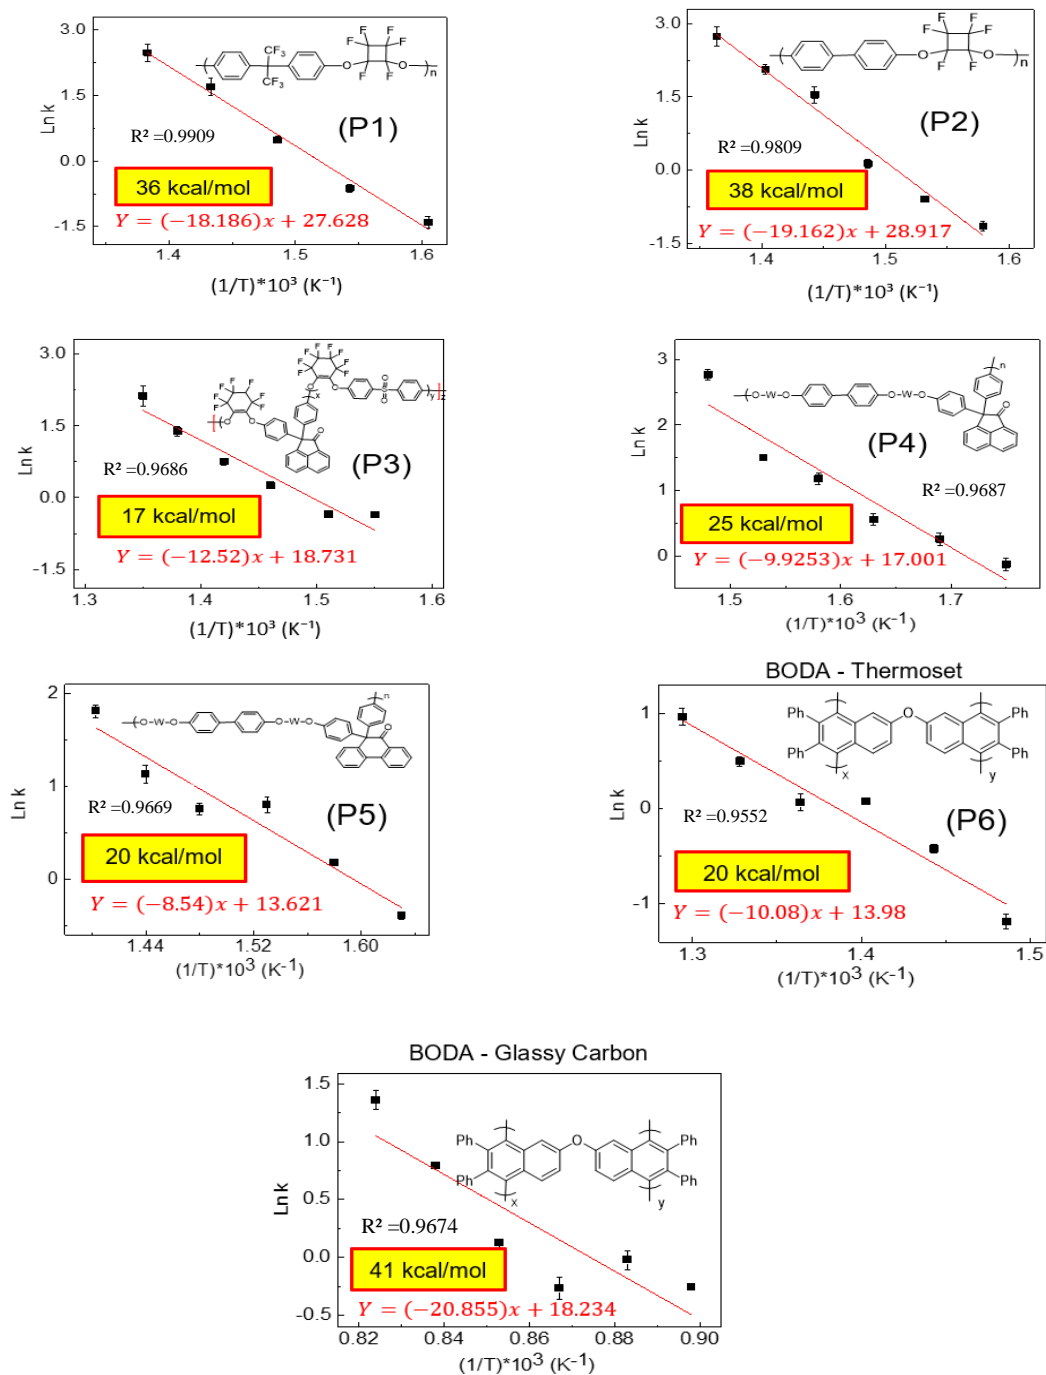 3.0
1.5
0.0
-1.5
Ln k
CF₃
CF₃
F F
F F
F F
O O n
(P1)
R² =0.9909
36 kcal/mol
Y = (−18.186)x + 27.628
1.4 1.5 1.6
(1/T)*10³ (K⁻¹)
3.0
1.5
0.0
-1.5
Ln k
F F
F F
F F
O O n
(P2)
R² =0.9809
38 kcal/mol
Y = (−19.162)x + 28.917
1.4 1.5 1.6
(1/T)*10³ (K⁻¹)
3.0
1.5
0.0
-1.5
Ln k
F F F F F F F F
O O O S O y z
F F F F F F F F
O O x O
(P3)
R² =0.9686
17 kcal/mol
Y = (−12.52)x + 18.731
1.3 1.4 1.5 1.6
(1/T)*10³ (K⁻¹)
3
2
1
0
Ln k
n
O-W-O O-W-O O
(P4)
R² =0.9687
25 kcal/mol
Y = (−9.9253)x + 17.001
1.5 1.6 1.7
(1/T)*10³ (K⁻¹)
2
1
0
Ln k
n
O-W-O O-W-O O
(P5)
R² =0.9669
20 kcal/mol
Y = (−8.54)x + 13.621
1.44 1.52 1.60
(1/T)*10³ (K⁻¹)
BODA - Thermoset
1
0
-1
Ln k
Ph O Ph
Ph Ph
x y
(P6)
R² =0.9552
20 kcal/mol
Y = (−10.08)x + 13.98
1.3 1.4 1.5
(1/T)*10³ (K⁻¹)
BODA - Glassy Carbon
1.5
1.0
0.5
0.0
-0.5
Ln k
Ph O Ph
Ph Ph
x y
R² =0.9674
41 kcal/mol
Y = (−20.855)x + 18.234
0.82 0.84 0.86 0.88 0.90
(1/T)*10³ (K⁻¹)